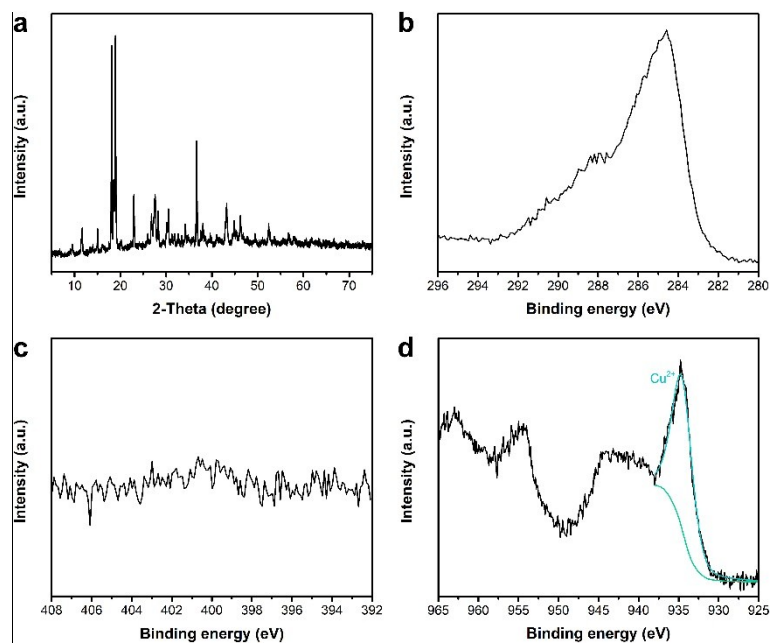 a
Intensity (a.u.)
10 20 30 40 50 60 70
2-Theta (degree)
b
Intensity (a.u.)
296 294 292 290 288 286 284 282 280
Binding energy (eV)
c
Intensity (a.u.)
408 406 404 402 400 398 396 394 392
Binding energy (eV)
d
Cu²⁺
Intensity (a.u.)
965 960 955 950 945 940 935 930 925
Binding energy (eV)